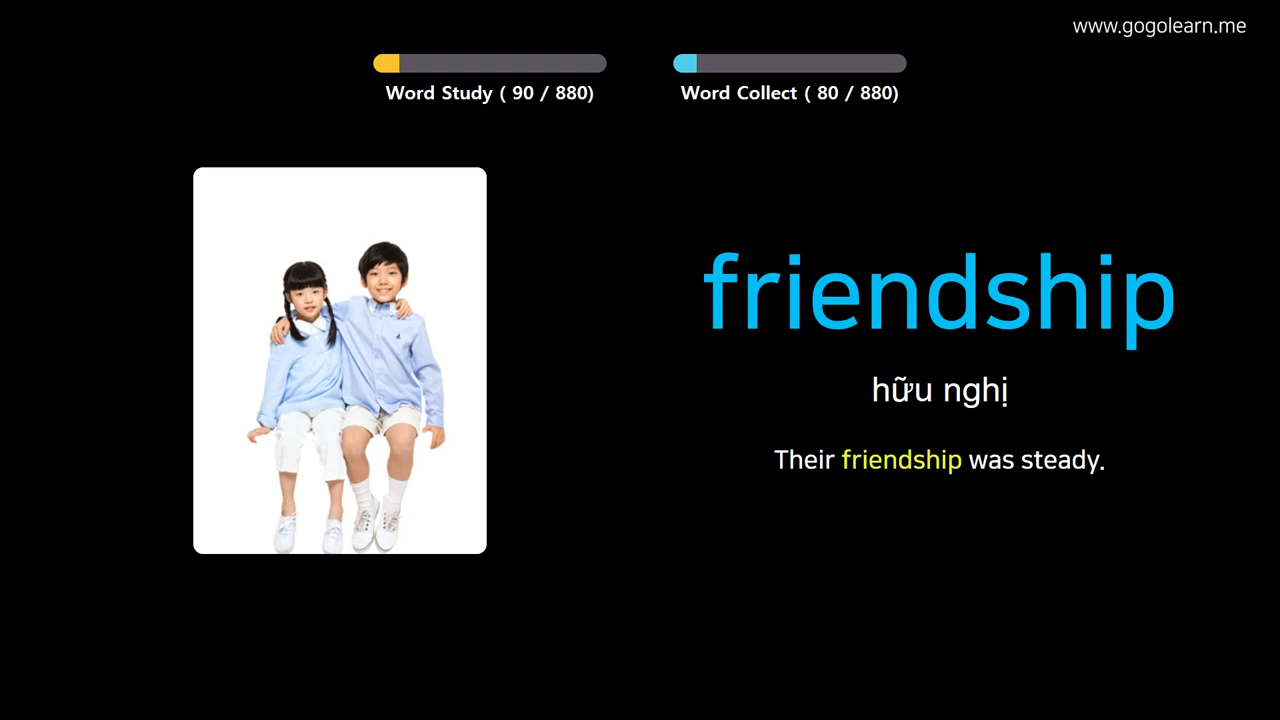 www.gogolearn.me
Word Study ( 90 / 880)
Word Collect ( 80 / 880)
friendship
hữu nghị
Their friendship was steady.